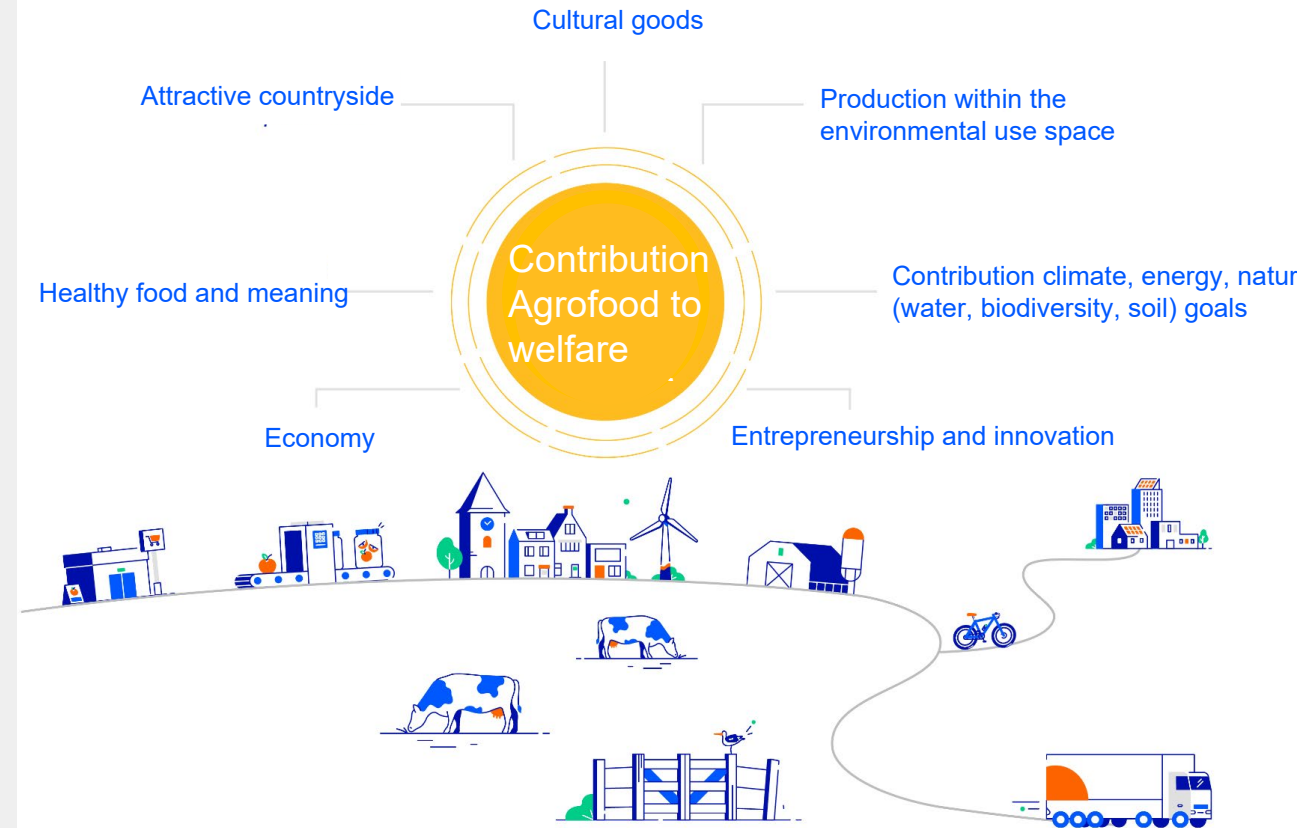 Cultural goods
Attractive countryside
Production within the
environmental use space
Contribution
Agrofood to
welfare
Healthy food and meaning
Contribution climate, energy, natur
(water, biodiversity, soil) goals
Economy
Entrepreneurship and innovation